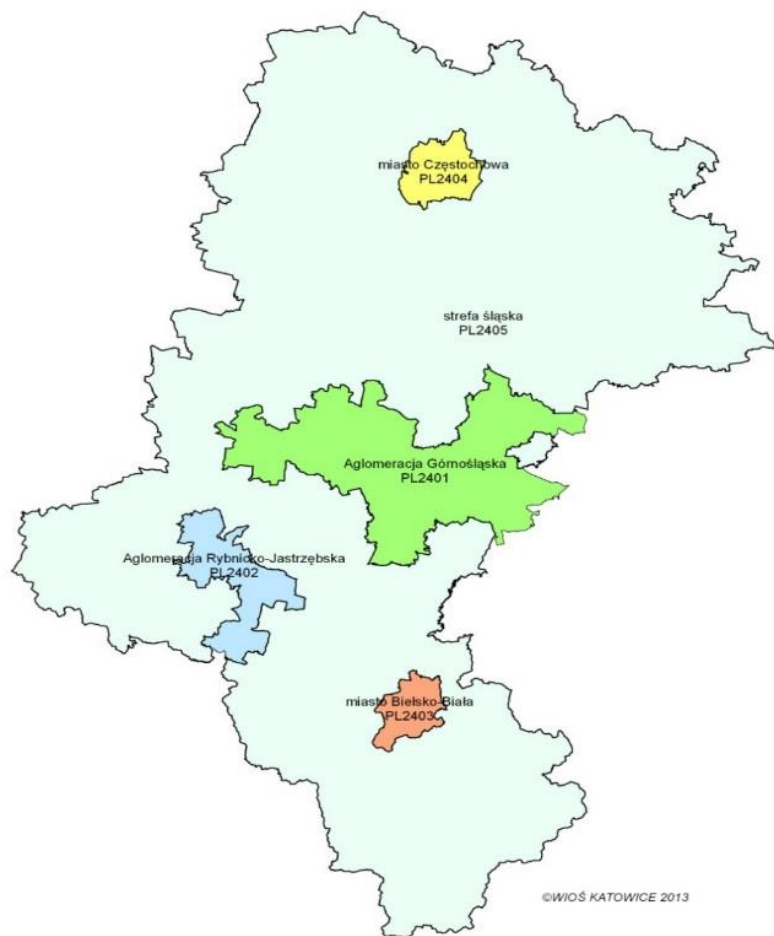 miasto Częstochowa
PL2404
strefa śląska
PL2405
Aglomeracja Górnośląska
PL2401
Aglomeracja Rybnicko-Jastrzębska
PL2402
miasto Bielsko-Biała
PL2403
©WIOŚ KATOWICE 2013